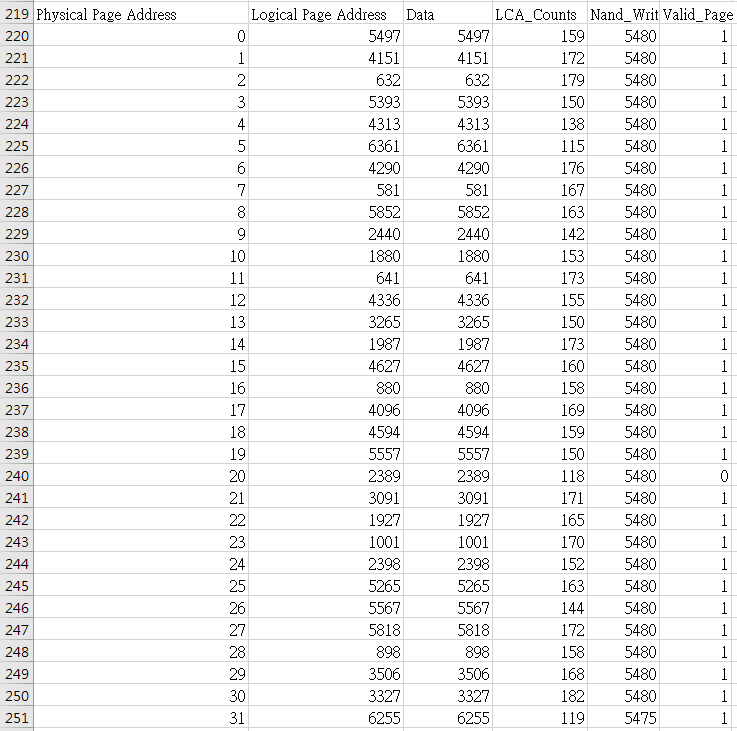 219 Physical Page Address Logical Page Address Data LCA_Counts Nand_Writ Valid_Page
220 0 5497 5497 159 5480 1
221 1 4151 4151 172 5480 1
222 2 632 632 179 5480 1
223 3 5393 5393 150 5480 1
224 4 4313 4313 138 5480 1
225 5 6361 6361 115 5480 1
226 6 4290 4290 176 5480 1
227 7 581 581 167 5480 1
228 8 5852 5852 163 5480 1
229 9 2440 2440 142 5480 1
230 10 1880 1880 153 5480 1
231 11 641 641 173 5480 1
232 12 4336 4336 155 5480 1
233 13 3265 3265 150 5480 1
234 14 1987 1987 173 5480 1
235 15 4627 4627 160 5480 1
236 16 880 880 158 5480 1
237 17 4096 4096 169 5480 1
238 18 4594 4594 159 5480 1
239 19 5557 5557 150 5480 1
240 20 2389 2389 118 5480 0
241 21 3091 3091 171 5480 1
242 22 1927 1927 165 5480 1
243 23 1001 1001 170 5480 1
244 24 2398 2398 152 5480 1
245 25 5265 5265 163 5480 1
246 26 5567 5567 144 5480 1
247 27 5818 5818 172 5480 1
248 28 898 898 158 5480 1
249 29 3506 3506 168 5480 1
250 30 3327 3327 182 5480 1
251 31 6255 6255 119 5475 1